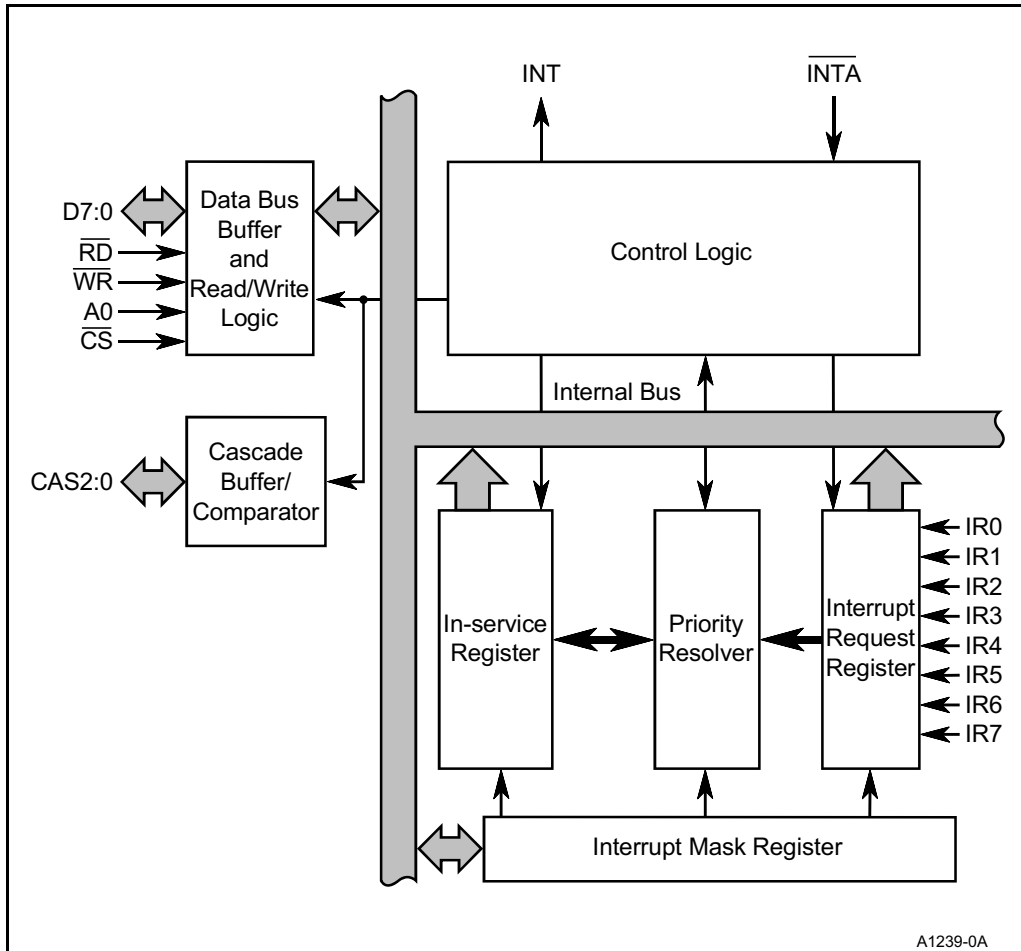 INT
INTA
D7:0
RD
WR
A0
CS
Data Bus
Buffer
and
Read/Write
Logic
Control Logic
Internal Bus
CAS2:0
Cascade
Buffer/
Comparator
In-service
Register
Priority
Resolver
Interrupt
Request
Register
IR0
IR1
IR2
IR3
IR4
IR5
IR6
IR7
Interrupt Mask Register
A1239-0A